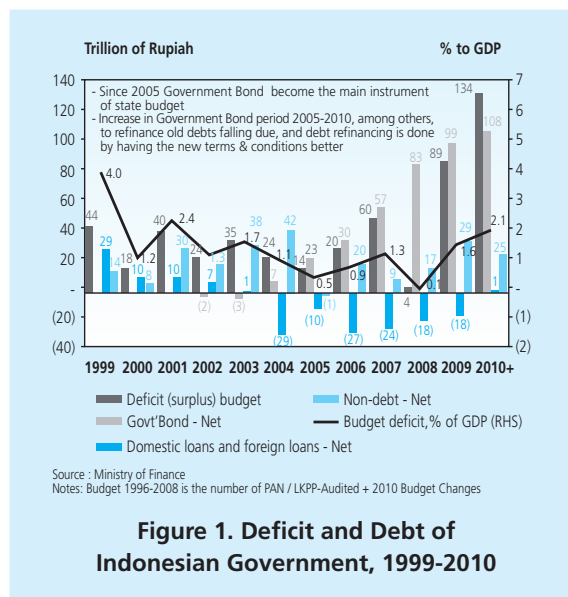 Trillion of Rupiah % to GDP
- Since 2005 Government Bond become the main instrument
of state budget
- Increase in Government Bond period 2005-2010, among others,
to refinance old debts falling due, and debt refinancing is done
by having the new terms & conditions better
140 120 100 80 60 40 20 - (20) (40)
7 6 5 4 3 2 1 - (1) (2)
44 18 40 24 35 24 14 20 60 4 89 134
(2) (3) 7 23 30 57 83 99 108
29 10 10 7 1 (29) (10) (27) (24) (18) (18) 1
14 8 30 13 38 42 (1) 20 9 17 29 25
4.0 1.2 2.4 1.7 1.1 0.5 0.9 1.3 0.1 1.6 2.1
1999 2000 2001 2002 2003 2004 2005 2006 2007 2008 2009 2010+
Deficit (surplus) budget Non-debt - Net
Govt'Bond - Net Budget deficit,% of GDP (RHS)
Domestic loans and foreign loans - Net
Source : Ministry of Finance
Notes: Budget 1996-2008 is the number of PAN / LKPP-Audited + 2010 Budget Changes
Figure 1. Deficit and Debt of
Indonesian Government, 1999-2010